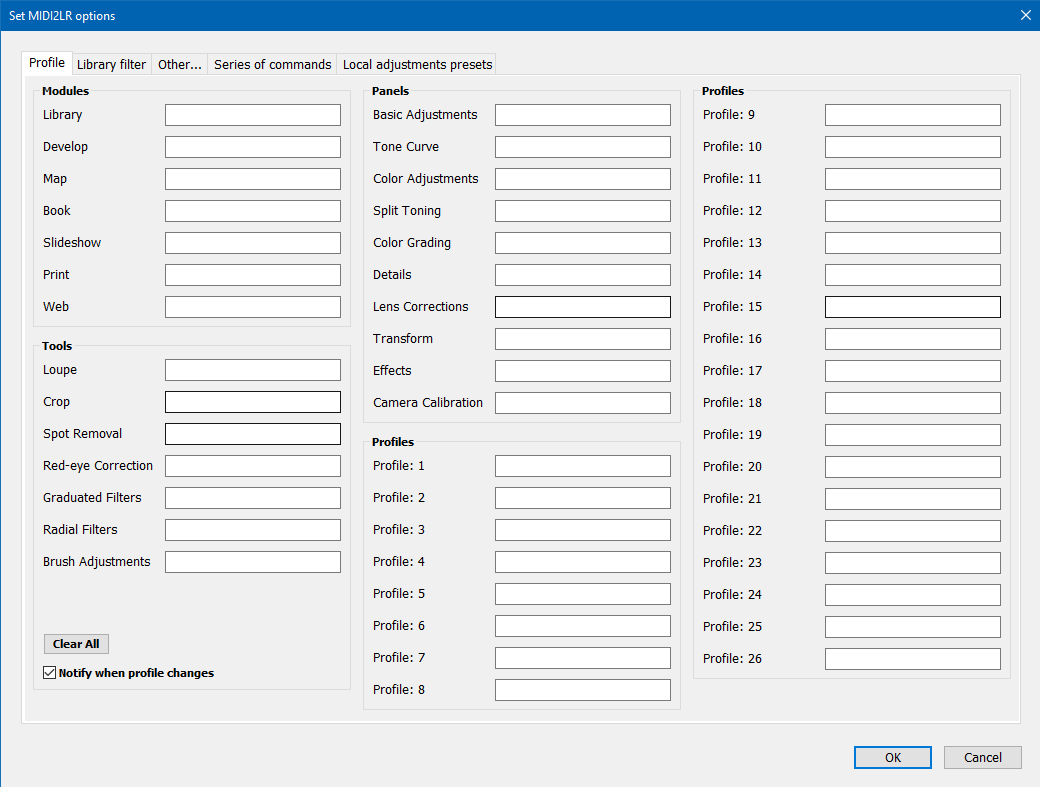 Set MIDI2LR options
Profile
Library filter
Other...
Series of commands
Local adjustments presets
Modules
Library
Develop
Map
Book
Slideshow
Print
Web
Tools
Loupe
Crop
Spot Removal
Red-eye Correction
Graduated Filters
Radial Filters
Brush Adjustments
Clear All
Notify when profile changes
Panels
Basic Adjustments
Tone Curve
Color Adjustments
Split Toning
Color Grading
Details
Lens Corrections
Transform
Effects
Camera Calibration
Profiles
Profile: 1
Profile: 2
Profile: 3
Profile: 4
Profile: 5
Profile: 6
Profile: 7
Profile: 8
Profiles
Profile: 9
Profile: 10
Profile: 11
Profile: 12
Profile: 13
Profile: 14
Profile: 15
Profile: 16
Profile: 17
Profile: 18
Profile: 19
Profile: 20
Profile: 21
Profile: 22
Profile: 23
Profile: 24
Profile: 25
Profile: 26
OK
Cancel